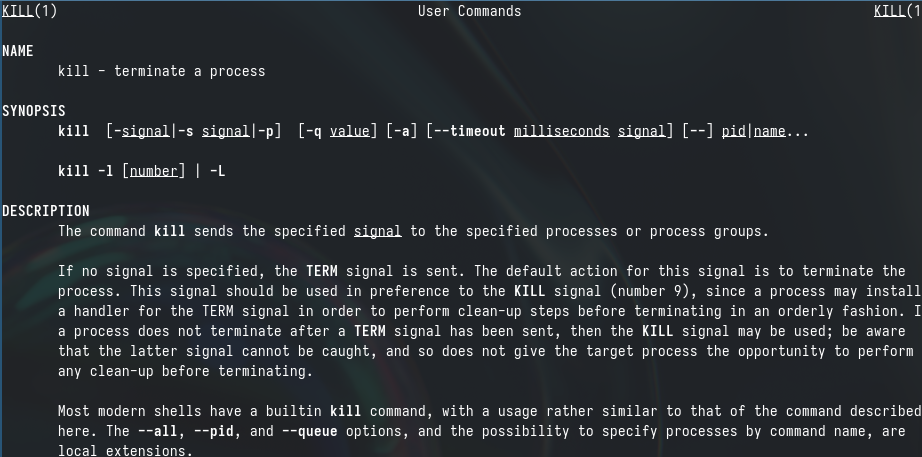 KILL(1) User Commands KILL(1
NAME
kill - terminate a process
SYNOPSIS
kill [-signal|-s signal|-p] [-q value] [-a] [--timeout milliseconds signal] [--] pid|name...
kill -l [number] | -L
DESCRIPTION
The command kill sends the specified signal to the specified processes or process groups.
If no signal is specified, the TERM signal is sent. The default action for this signal is to terminate the
process. This signal should be used in preference to the KILL signal (number 9), since a process may install
a handler for the TERM signal in order to perform clean-up steps before terminating in an orderly fashion. I
a process does not terminate after a TERM signal has been sent, then the KILL signal may be used; be aware
that the latter signal cannot be caught, and so does not give the target process the opportunity to perform
any clean-up before terminating.
Most modern shells have a builtin kill command, with a usage rather similar to that of the command described
here. The --all, --pid, and --queue options, and the possibility to specify processes by command name, are
local extensions.